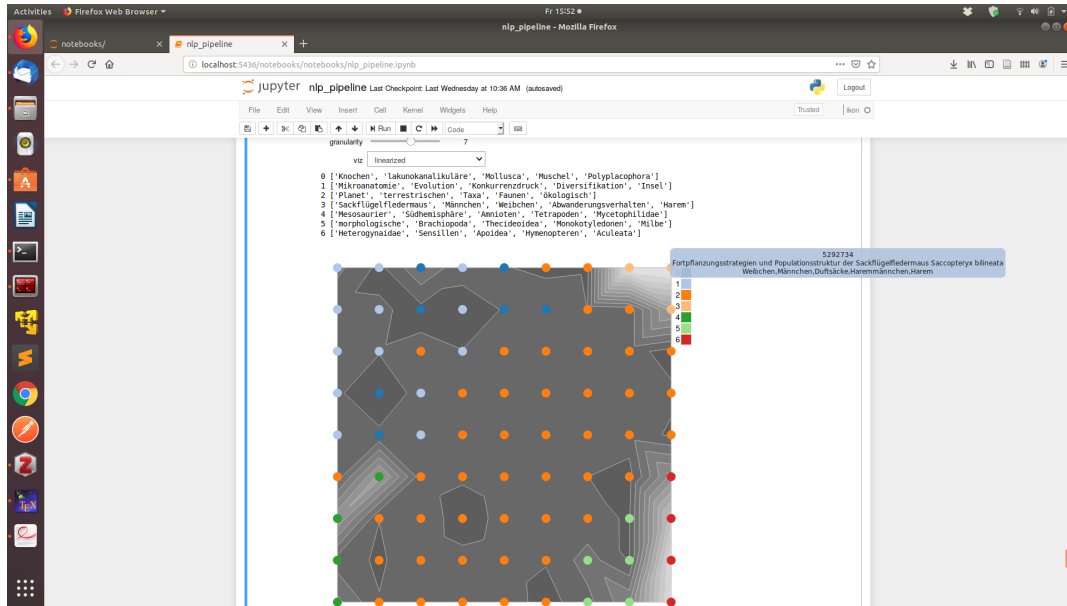 Activities Firefox Web Browser Fr 15:52
nlp_pipeline - Mozilla Firefox
notebooks/ nlp_pipeline
localhost:5436/notebooks/notebooks/nlp_pipeline.ipynb
jupyter nlp_pipeline Last Checkpoint: Last Wednesday at 10:36 AM (autosaved) Logout
File Edit View Insert Cell Kernel Widgets Help Trusted
Run Code
granularity 7
viz linearized
0 ['Knochen', 'lakunokanalikuläre', 'Mollusca', 'Muschel', 'Polyplacophora']
1 ['Mikroanatomie', 'Evolution', 'Konkurrenzdruck', 'Diversifikation', 'Insel']
2 ['Planet', 'terrestrischen', 'Taxa', 'Faunen', 'ökologisch']
3 ['Sackflügelfledermaus', 'Männchen', 'Weibchen', 'Abwanderungsverhalten', 'Harem']
4 ['Mesosaurier', 'Südhemisphäre', 'Amnioten', 'Tetrapoden', 'Mycetophilidae']
5 ['morphologische', 'Brachiopoda', 'Thecideoidea', 'Monokotyledonen', 'Milbe']
6 ['Heterogynaidae', 'Sensillen', 'Apoidea', 'Hymenopteren', 'Aculeata']
5292734
Fortpflanzungsstrategien und Populationsstruktur der Sackflügelfledermaus Saccopteryx bilineata
Weibchen,Männchen,Duftsäcke,Haremmännchen,Harem
1
2
3
4
5
6